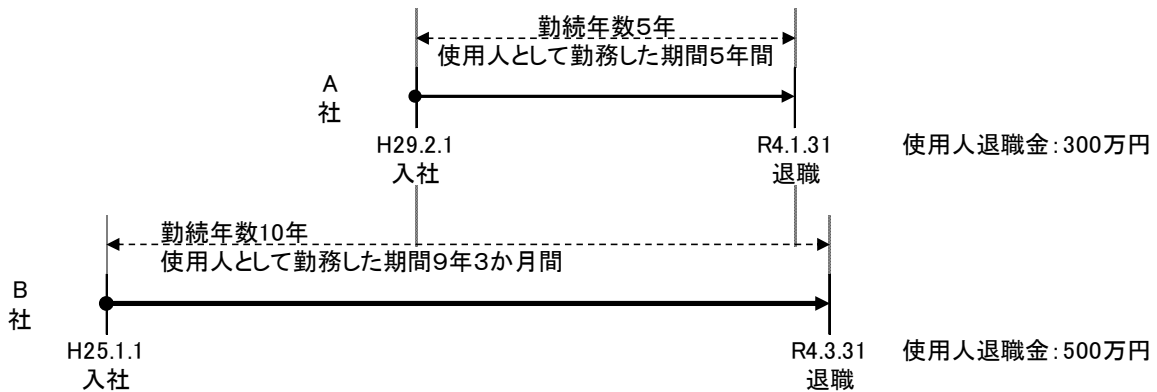 勤続年数5年
使用人として勤務した期間5年間
A
社
H29.2.1
入社
R4.1.31
退職
使用人退職金：300万円
勤続年数10年
使用人として勤務した期間9年3か月間
B
社
H25.1.1
入社
R4.3.31
退職
使用人退職金：500万円